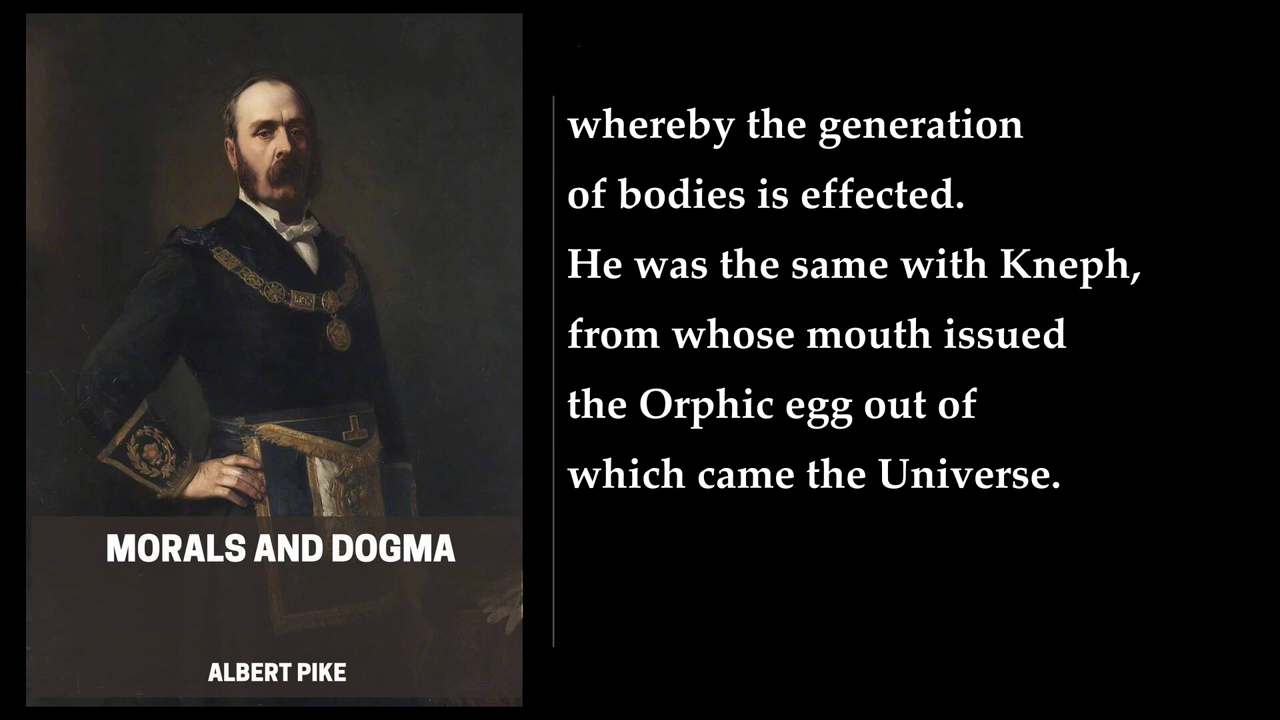 MORALS AND DOGMA
ALBERT PIKE
whereby the generation
of bodies is effected.
He was the same with Kneph,
from whose mouth issued
the Orphic egg out of
which came the Universe.